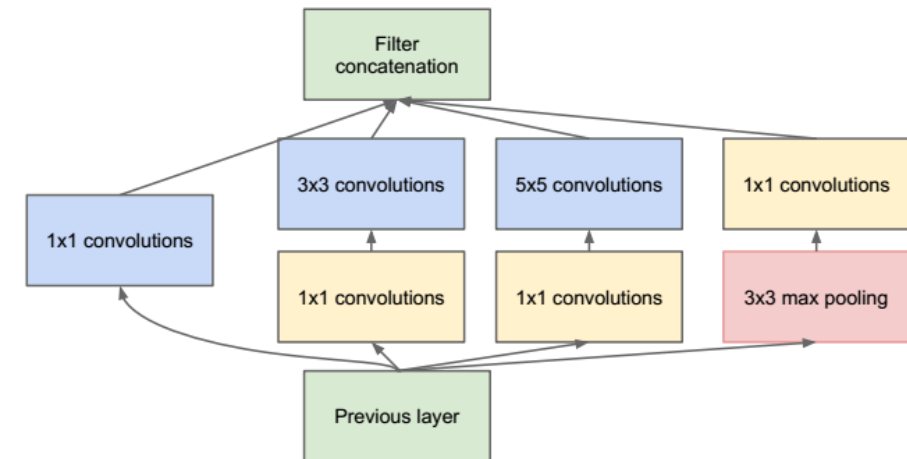 Filter
concatenation
3x3 convolutions
5x5 convolutions
1x1 convolutions
1x1 convolutions
1x1 convolutions
1x1 convolutions
3x3 max pooling
Previous layer